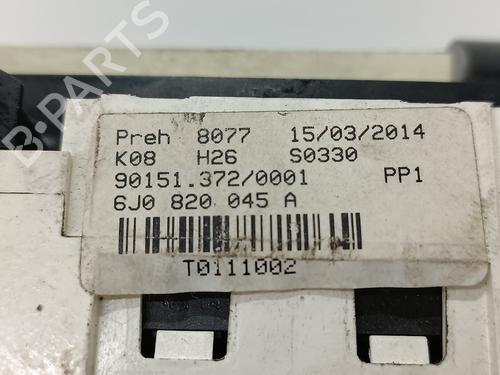 B-PARTS
Preh 8077 15/03/2014
K08 H26 S0330
90151.372/0001 PP1
6J0 820 045 A
T0111002